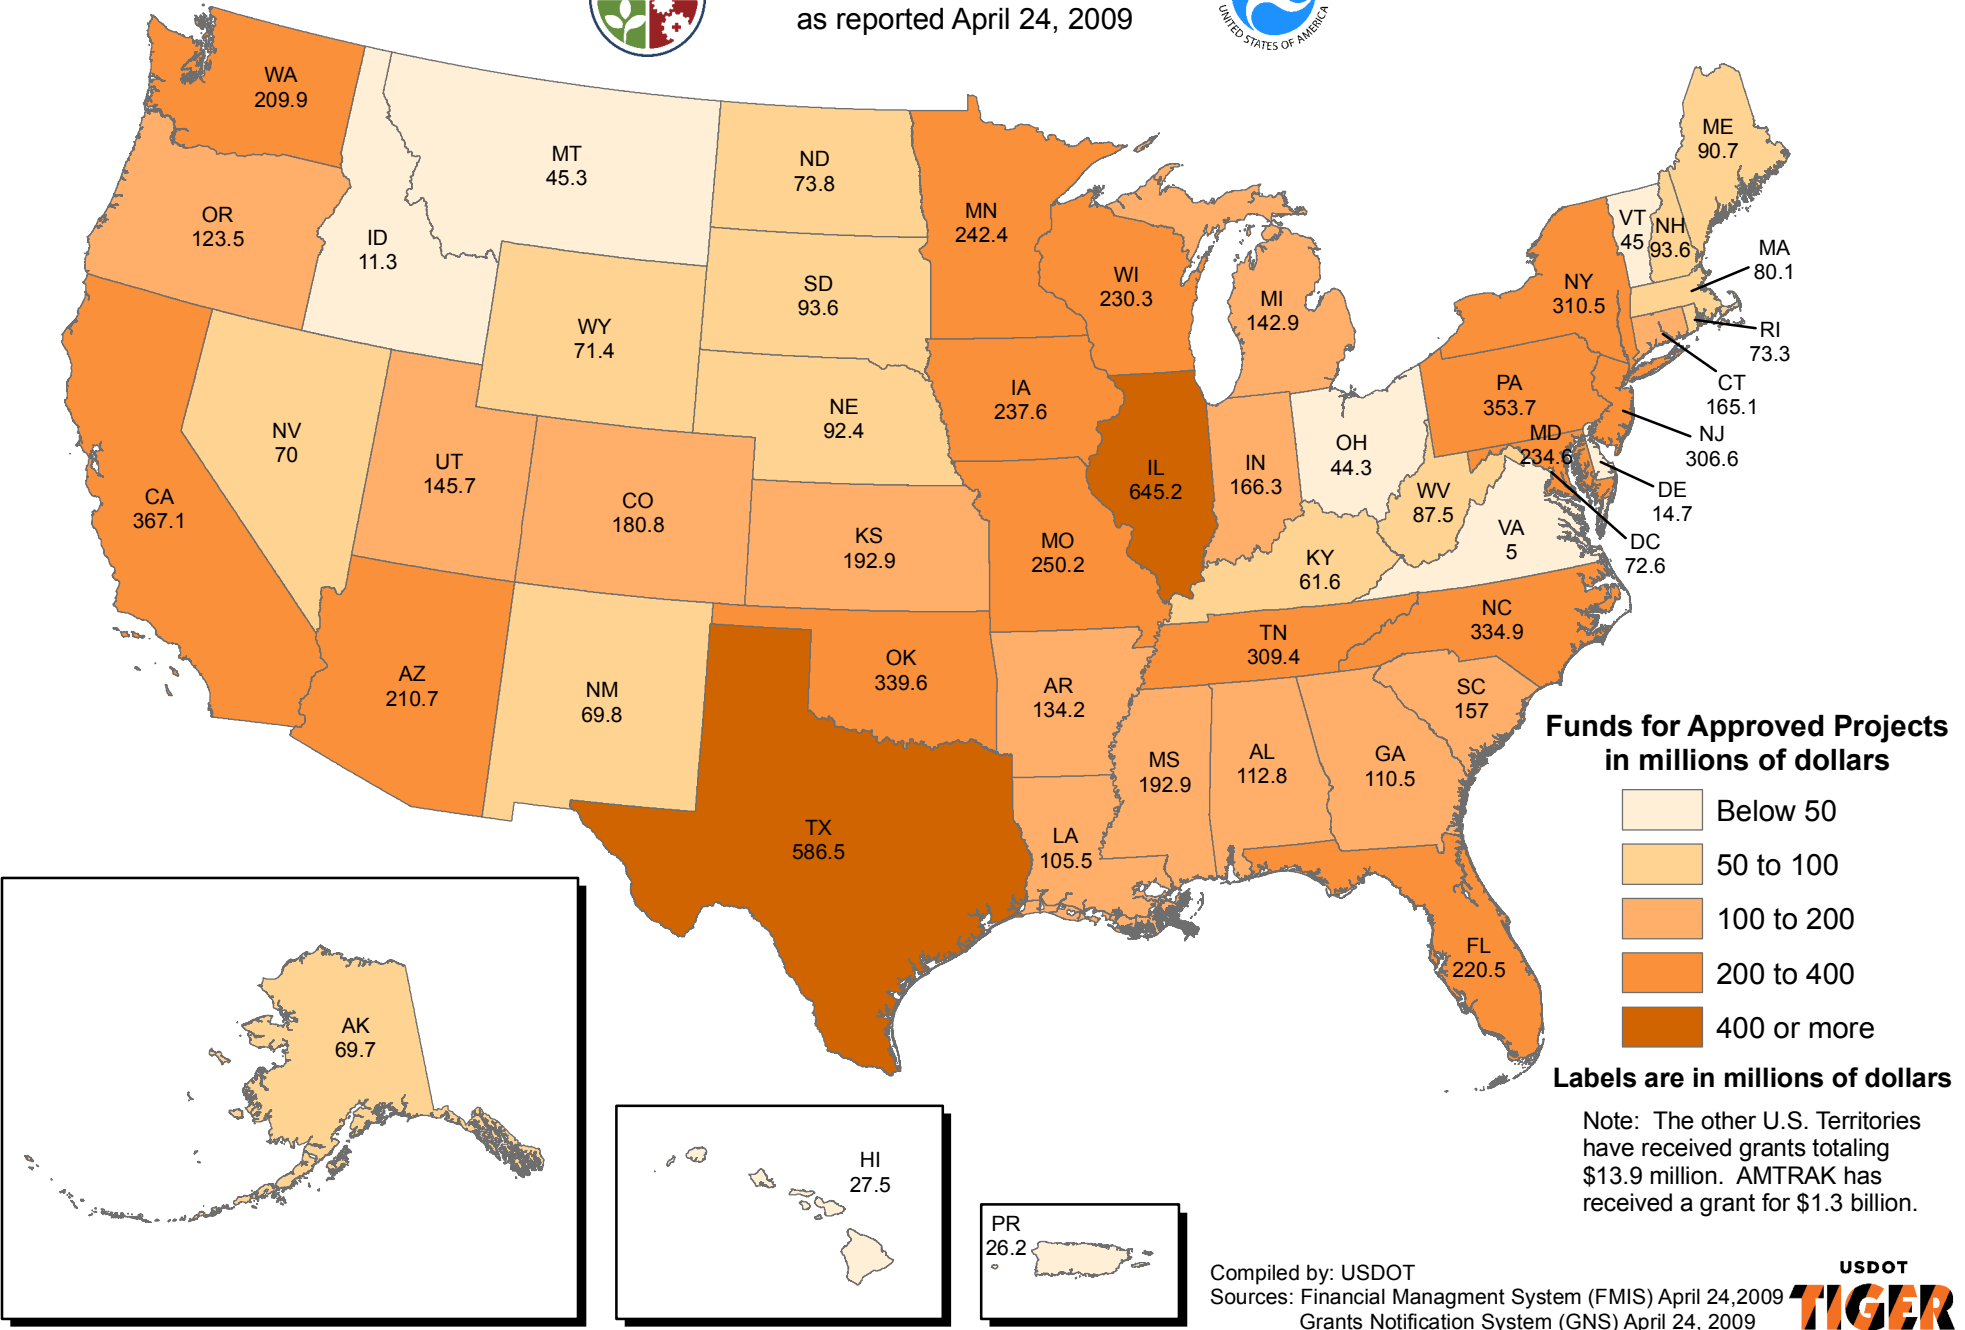 as reported April 24, 2009
UNITED STATES OF AMERICA
WA
209.9
MT
45.3
ND
73.8
ME
90.7
OR
123.5
ID
11.3
MN
242.4
VT
45
NH
93.6
MA
80.1
SD
93.6
WI
230.3
MI
142.9
NY
310.5
WY
71.4
RI
73.3
IA
237.6
PA
353.7
CT
165.1
NE
92.4
NV
70
UT
145.7
OH
44.3
MD
234.6
NJ
306.6
IL
645.2
IN
166.3
CA
367.1
CO
180.8
WV
87.5
DE
14.7
KS
192.9
MO
250.2
VA
5
DC
72.6
KY
61.6
NC
334.9
TN
309.4
AZ
210.7
NM
69.8
OK
339.6
AR
134.2
SC
157
MS
192.9
AL
112.8
GA
110.5
TX
586.5
LA
105.5
FL
220.5
AK
69.7
HI
27.5
PR
26.2
Funds for Approved Projects
in millions of dollars
Below 50
50 to 100
100 to 200
200 to 400
400 or more
Labels are in millions of dollars
Note: The other U.S. Territories
have received grants totaling
$13.9 million. AMTRAK has
received a grant for $1.3 billion.
Compiled by: USDOT
Sources: Financial Managment System (FMIS) April 24,2009
Grants Notification System (GNS) April 24, 2009
USDOT
TIGER